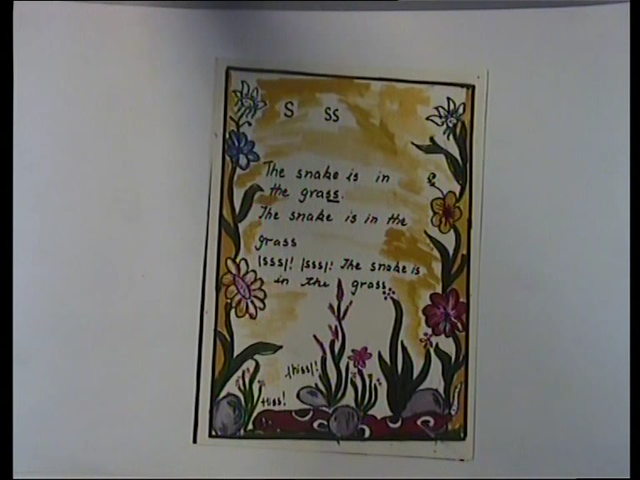 S ss
The snake is in
the grass.
The snake is in the
grass
|sss|! |sss|! The snake is
in the grass
|hiss|!
Hiss!